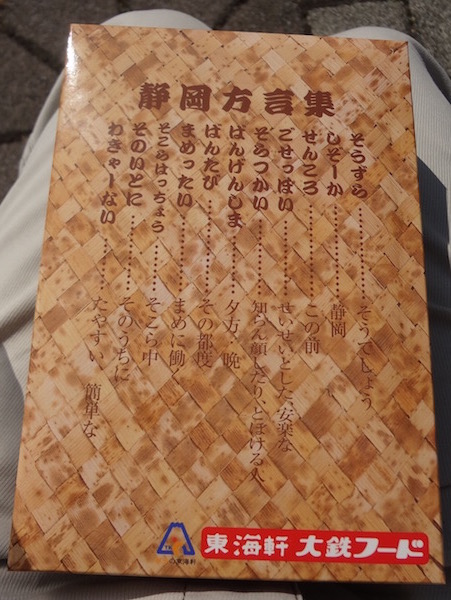 静岡方言集
そうずら…………そうでしょう
しぞーか…………静岡
せんころ…………この前
ごせっぽい…………せいせいとした、安楽な
そらつかい…………知らん顔したり、とぼける人
ばんげんしま…………夕方・晩
ばんたび…………その都度
まめったい…………まめに働
そこらはっちょう…………そこら中
そのいとに…………そのうちに
わきゃーない…………たやすい 簡単な
東海軒 大鉄フード
の東海軒